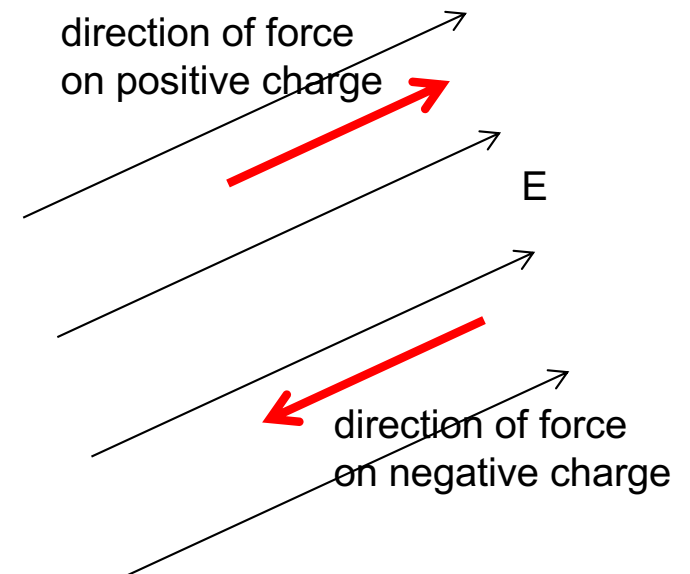 direction of force
on positive charge
E
direction of force
on negative charge